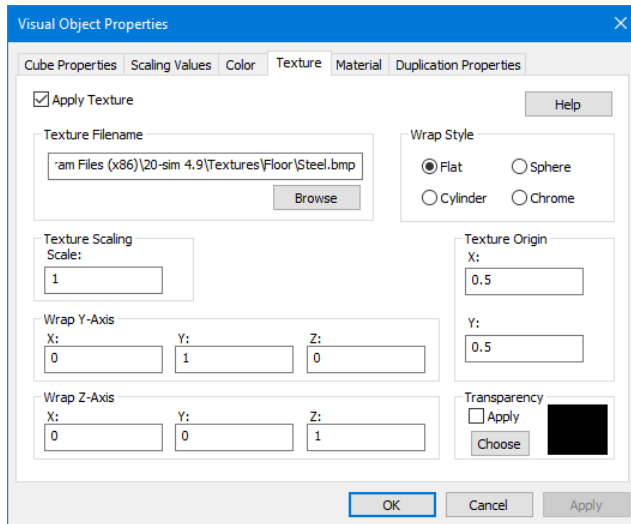 Visual Object Properties
Cube Properties Scaling Values Color Texture Material Duplication Properties
Apply Texture
Help
Texture Filename
ram Files (x86)\20-sim 4.9\Textures\Floor\Steel.bmp
Browse
Wrap Style
Flat Sphere
Cylinder Chrome
Texture Scaling
Scale:
1
Texture Origin
X:
0.5
Y:
0.5
Wrap Y-Axis
X: Y: Z:
0 1 0
Wrap Z-Axis
X: Y: Z:
0 0 1
Transparency
Apply
Choose
OK Cancel Apply